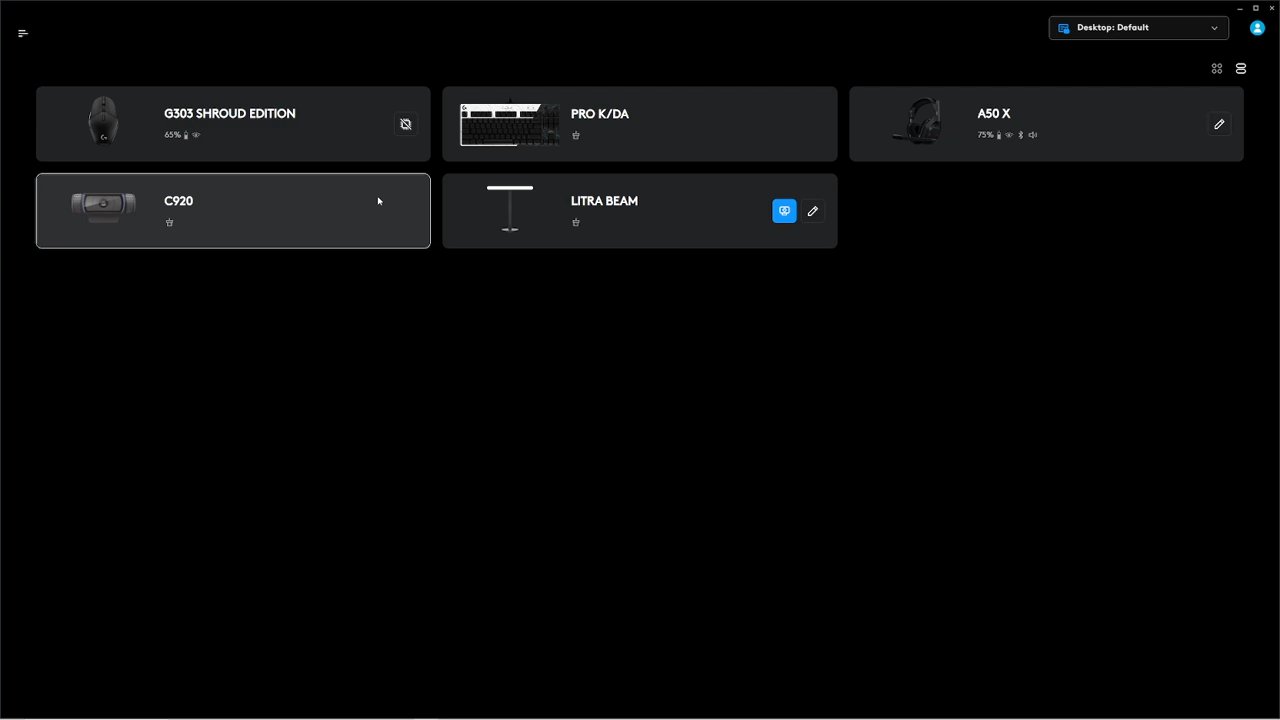 Desktop: Default
G303 SHROUD EDITION
65%
PRO K/DA
A50 X
75%
C920
LITRA BEAM